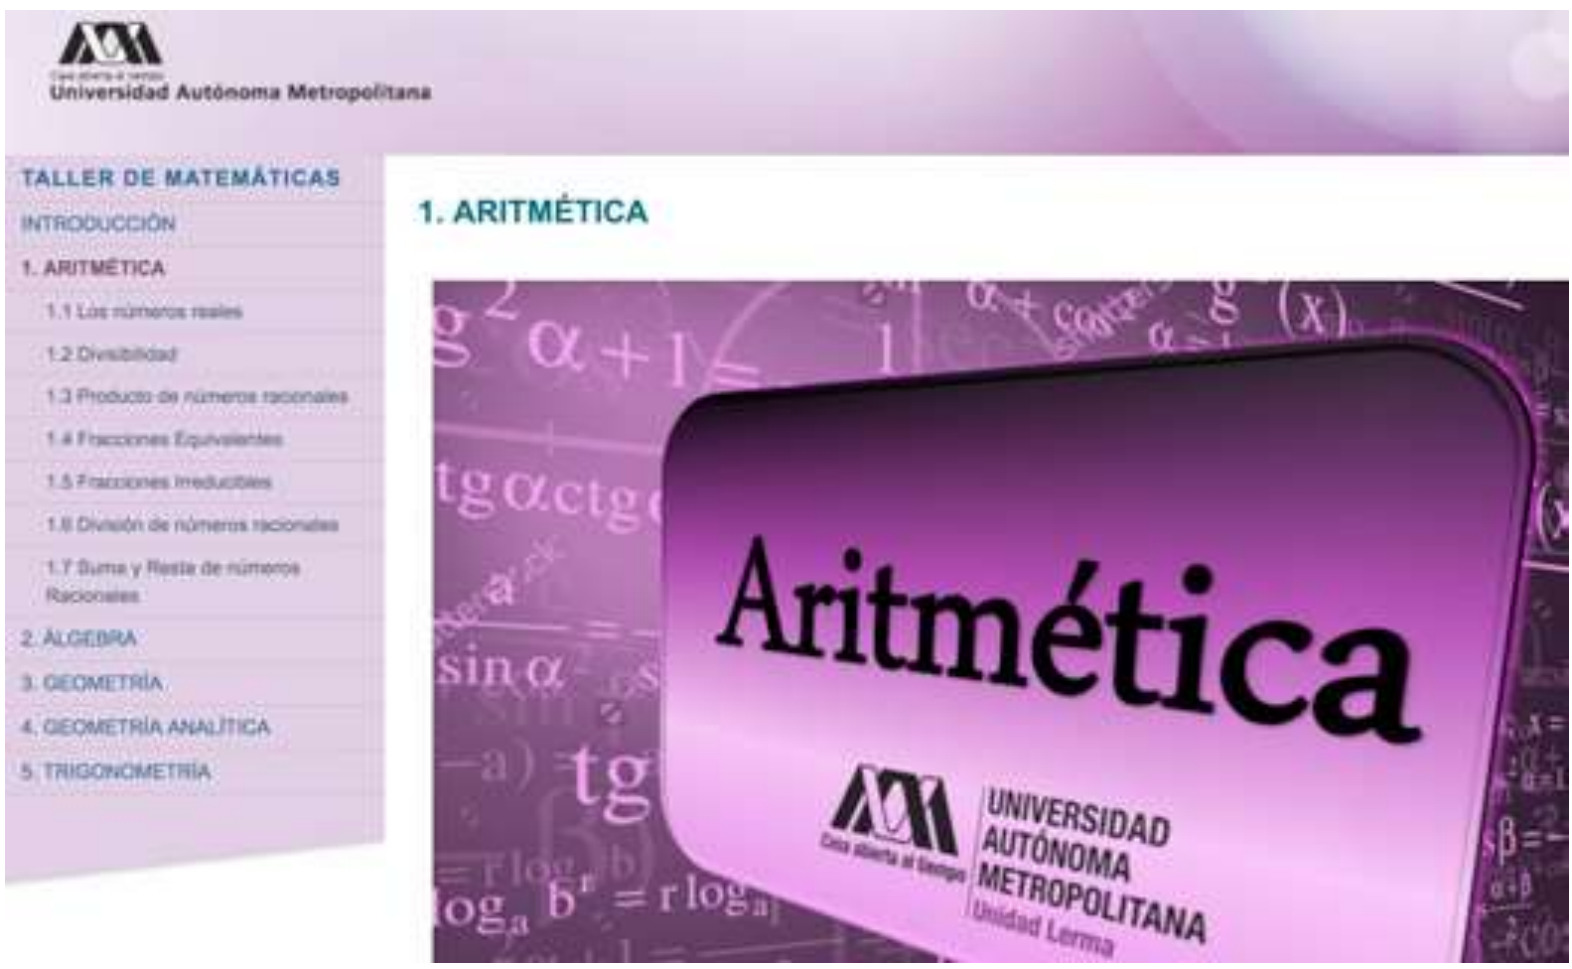 Casa abierta al tiempo
Universidad Autónoma Metropolitana
TALLER DE MATEMÁTICAS
INTRODUCCIÓN
1. ARITMÉTICA
1.1 Los números reales
1.2 Divisibilidad
1.3 Producto de números racionales
1.4 Fracciones Equivalentes
1.5 Fracciones Irreducibles
1.6 División de números racionales
1.7 Suma y Resta de números
Racionales
2. ÁLGEBRA
3. GEOMETRÍA
4. GEOMETRÍA ANALÍTICA
5. TRIGONOMETRÍA
1. ARITMÉTICA
g² α + 1 =
tgαctg
sin α
tg
log_a b^n = r log_a
Aritmética
Casa abierta al tiempo
UNIVERSIDAD
AUTÓNOMA
METROPOLITANA
Unidad Lerma